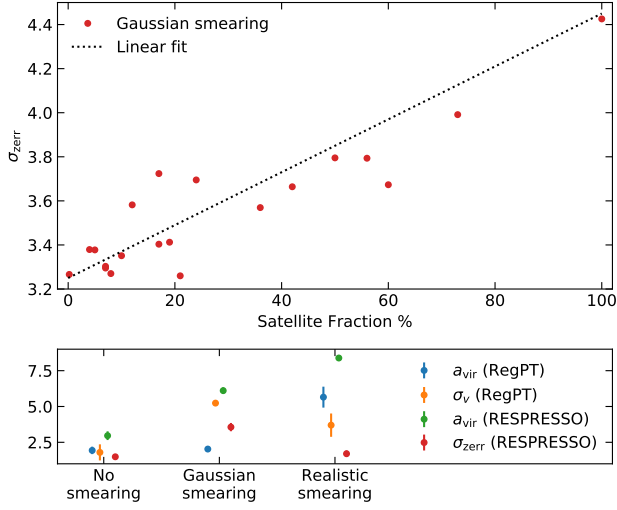 4.4
4.2
4.0
3.8
3.6
3.4
3.2
σzerr
Gaussian smearing
Linear fit
0
20
40
60
80
100
Satellite Fraction %
7.5
5.0
2.5
avir (RegPT)
σv (RegPT)
avir (RESPRESSO)
σzerr (RESPRESSO)
No
smearing
Gaussian
smearing
Realistic
smearing